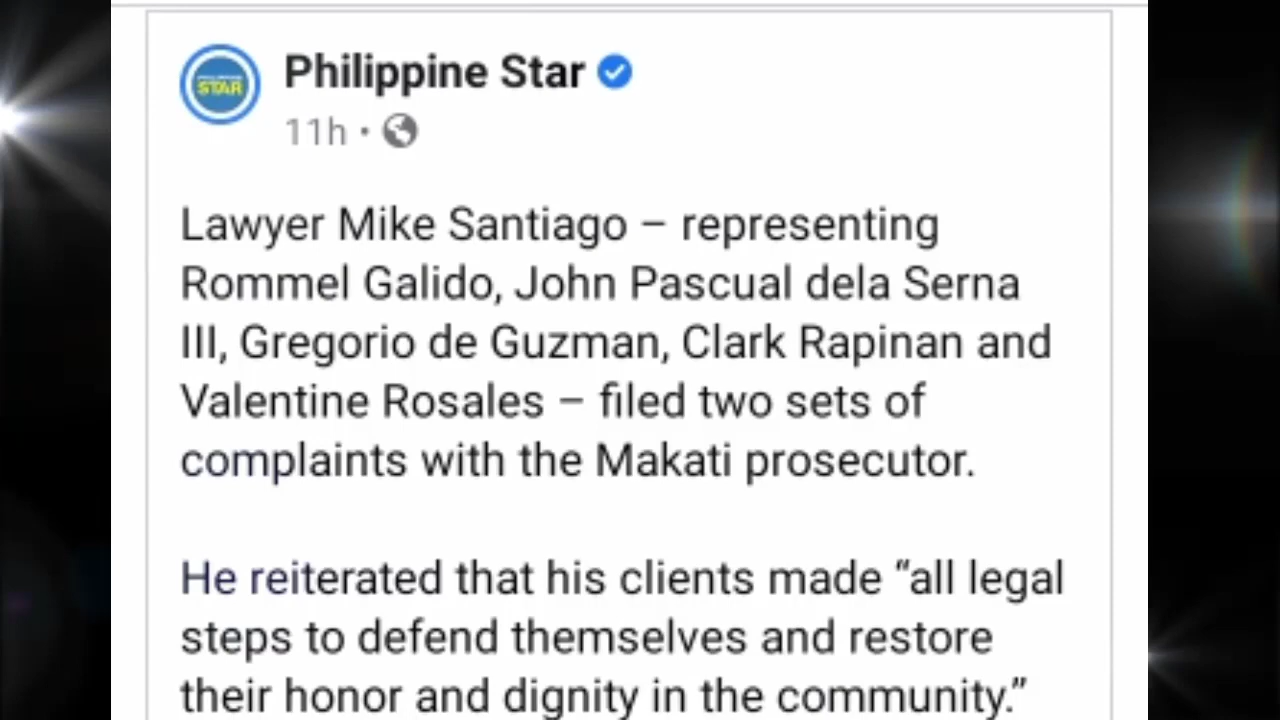 STAR
Philippine Star
11h •
Lawyer Mike Santiago – representing
Rommel Galido, John Pascual dela Serna
III, Gregorio de Guzman, Clark Rapinan and
Valentine Rosales – filed two sets of
complaints with the Makati prosecutor.
He reiterated that his clients made “all legal
steps to defend themselves and restore
their honor and dignity in the community.”